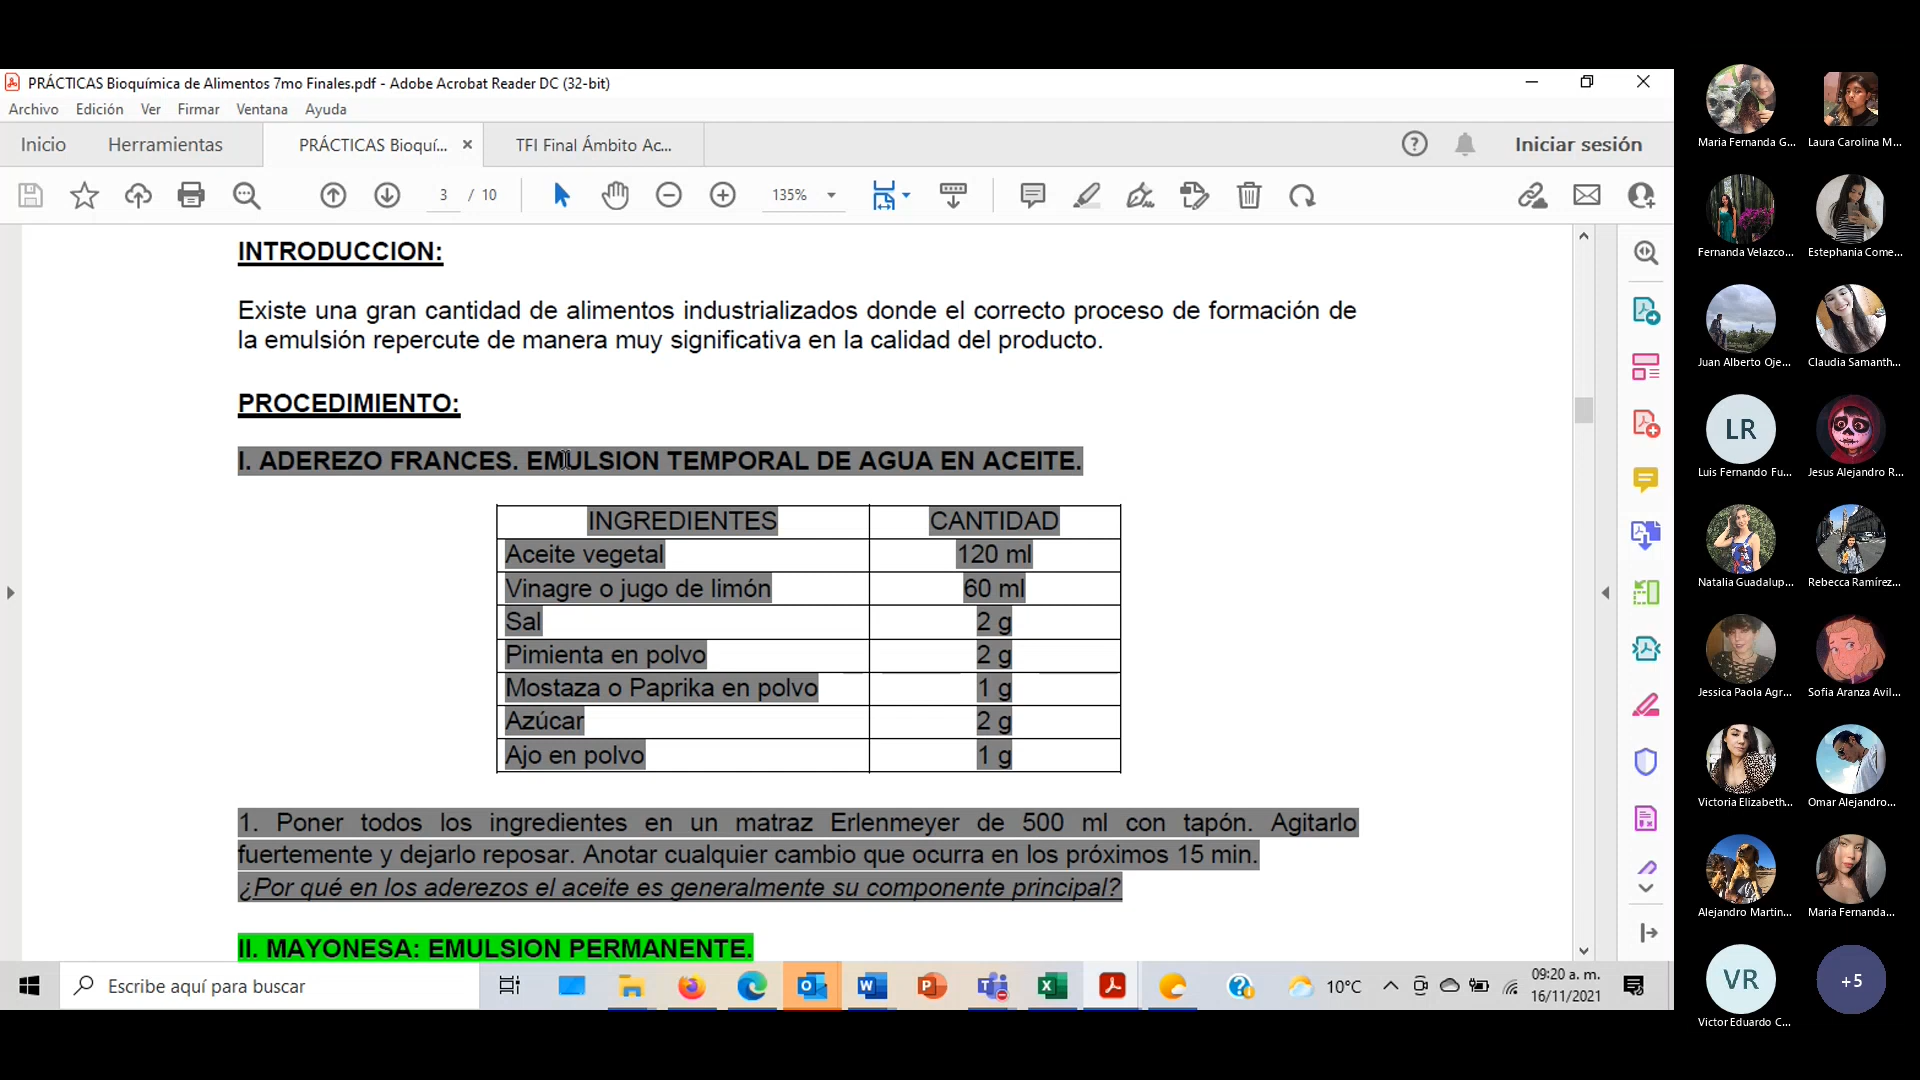 PRÁCTICAS Bioquímica de Alimentos 7mo Finales.pdf - Adobe Acrobat Reader DC (32-bit)
Archivo Edición Ver Firmar Ventana Ayuda
Inicio Herramientas PRÁCTICAS Bioquí... TFI Final Ámbito Ac... Iniciar sesión
3 / 10 135%
INTRODUCCION:
Existe una gran cantidad de alimentos industrializados donde el correcto proceso de formación de
la emulsión repercute de manera muy significativa en la calidad del producto.
PROCEDIMIENTO:
I. ADEREZO FRANCES. EMULSION TEMPORAL DE AGUA EN ACEITE.
INGREDIENTES CANTIDAD
Aceite vegetal 120 ml
Vinagre o jugo de limón 60 ml
Sal 2 g
Pimienta en polvo 2 g
Mostaza o Paprika en polvo 1 g
Azúcar 2 g
Ajo en polvo 1 g
1. Poner todos los ingredientes en un matraz Erlenmeyer de 500 ml con tapón. Agitarlo
fuertemente y dejarlo reposar. Anotar cualquier cambio que ocurra en los próximos 15 min.
¿Por qué en los aderezos el aceite es generalmente su componente principal?
II. MAYONESA: EMULSION PERMANENTE.
Escribe aquí para buscar
10°C
09:20 a. m.
16/11/2021
Maria Fernanda G... Laura Carolina M...
Fernanda Velazco... Estephania Come...
Juan Alberto Oje... Claudia Samanth...
LR
Luis Fernando Fu... Jesus Alejandro R...
Natalia Guadalup... Rebecca Ramírez...
Jessica Paola Agr... Sofia Aranza Avil...
Victoria Elizabeth... Omar Alejandro...
Alejandro Martin... Maria Fernanda...
VR +5
Victor Eduardo C...